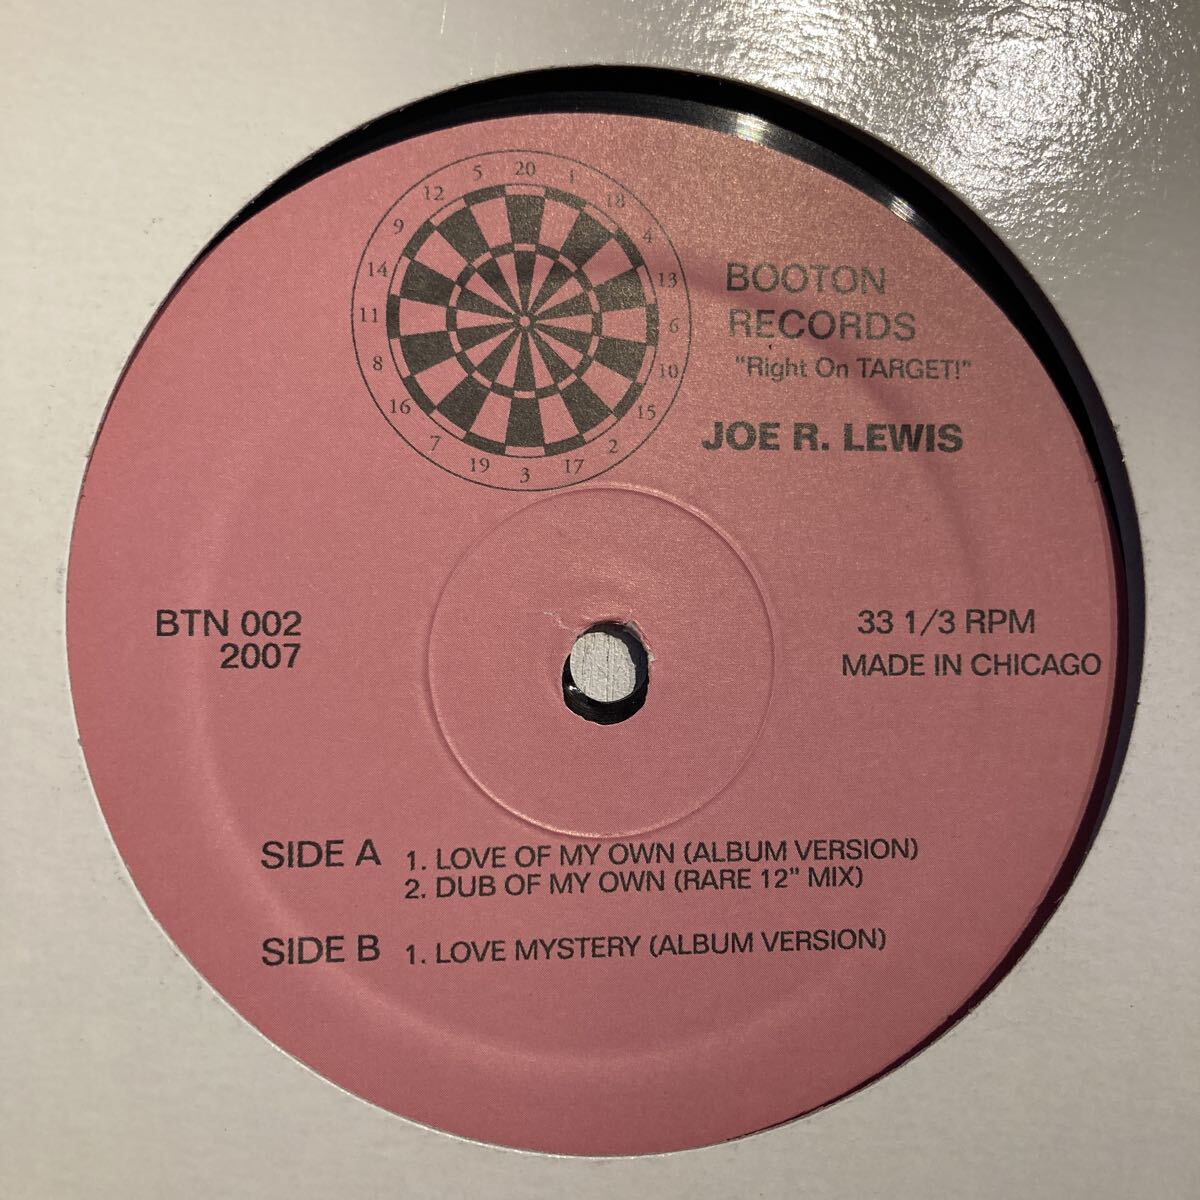 20
1
18
4
13
6
10
15
2
17
3
19
7
16
8
11
14
9
12
5
BOOTON
RECORDS
"Right On TARGET!"
JOE R. LEWIS
BTN 002
2007
33 1/3 RPM
MADE IN CHICAGO
SIDE A 1. LOVE OF MY OWN (ALBUM VERSION)
2. DUB OF MY OWN (RARE 12" MIX)
SIDE B 1. LOVE MYSTERY (ALBUM VERSION)